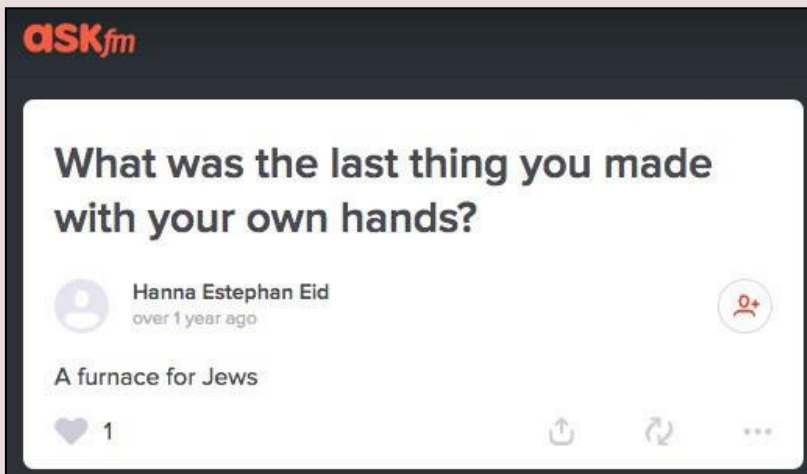 ASKfm
What was the last thing you made
with your own hands?
Hanna Estephan Eid
over 1 year ago
A furnace for Jews
1